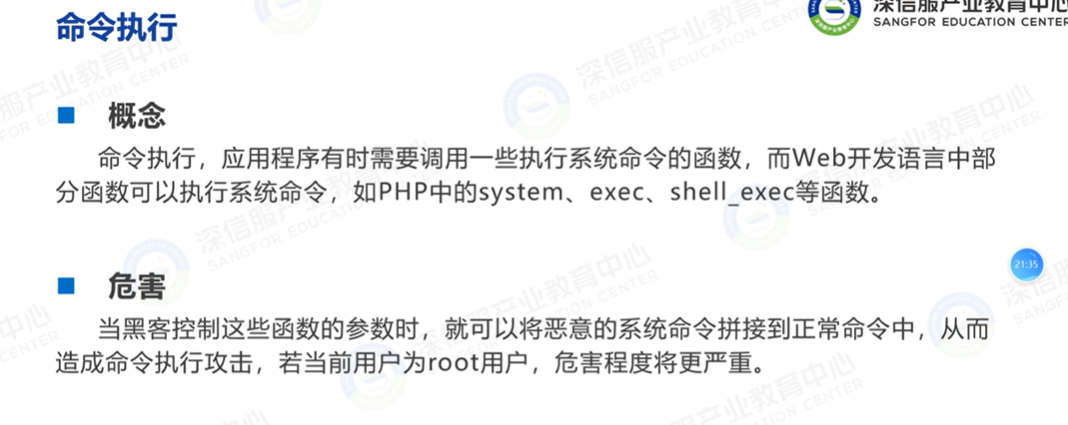 命令执行
深信服产业教育中心
SANGFOR EDUCATION CENTER
■ 概念
命令执行，应用程序有时需要调用一些执行系统命令的函数，而Web开发语言中部
分函数可以执行系统命令，如PHP中的system、exec、shell_exec等函数。
21:35
■ 危害
当黑客控制这些函数的参数时，就可以将恶意的系统命令拼接到正常命令中，从而
造成命令执行攻击，若当前用户为root用户，危害程度将更严重。